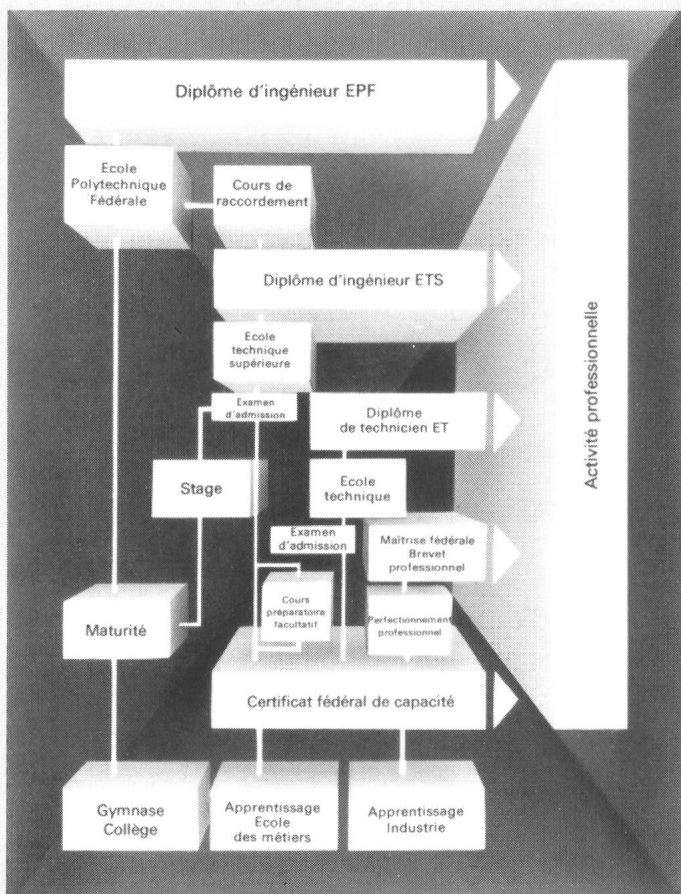 Diplôme d'ingénieur EPF
Ecole
Polytechnique
Fédérale
Cours de
raccordement
Diplôme d'ingénieur ETS
Ecole
technique
supérieure
Examen
d'admission
Diplôme
de technicien ET
Stage
Ecole
technique
Examen
d'admission
Maîtrise fédérale
Brevet
professionnel
Cours
préparatoire
facultatif
Perfectionnement
professionnel
Maturité
Certificat fédéral de capacité
Gymnase
Collège
Apprentissage
Ecole
des métiers
Apprentissage
Industrie
Activité professionnelle